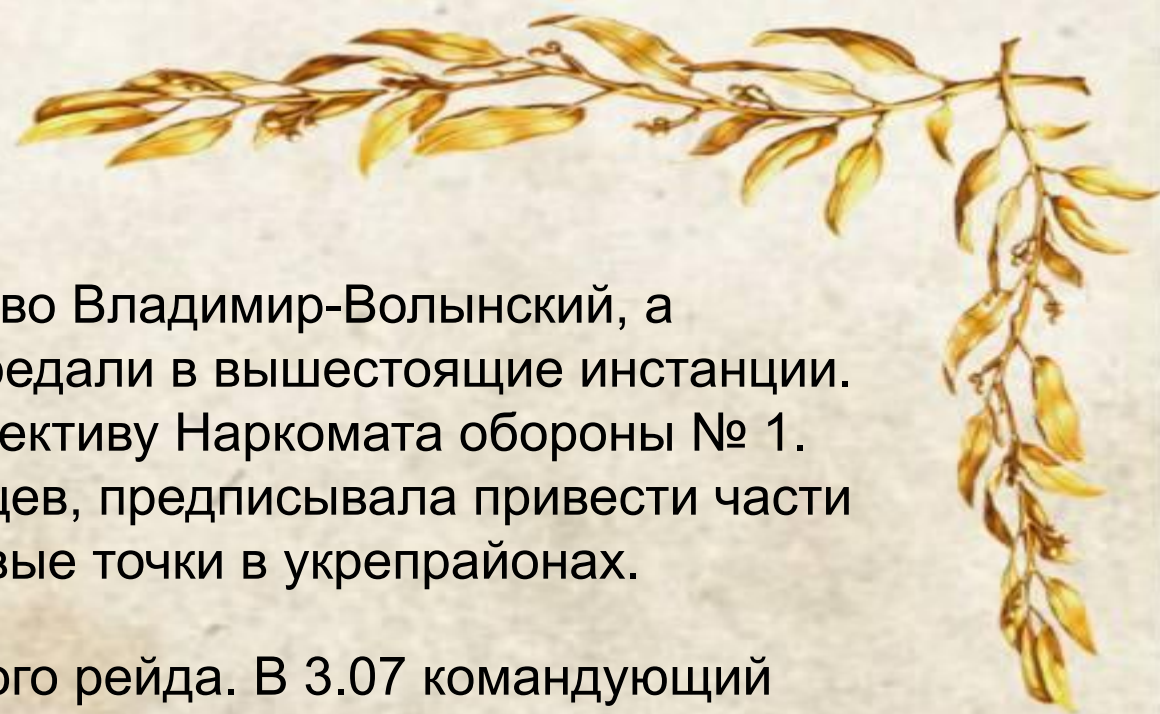 во Владимир-Волынский, а
редали в вышестоящие инстанции.
ективу Наркомата обороны № 1.
цев, предписывала привести части
вые точки в укрепрайонах.
ого рейда. В 3.07 командующий